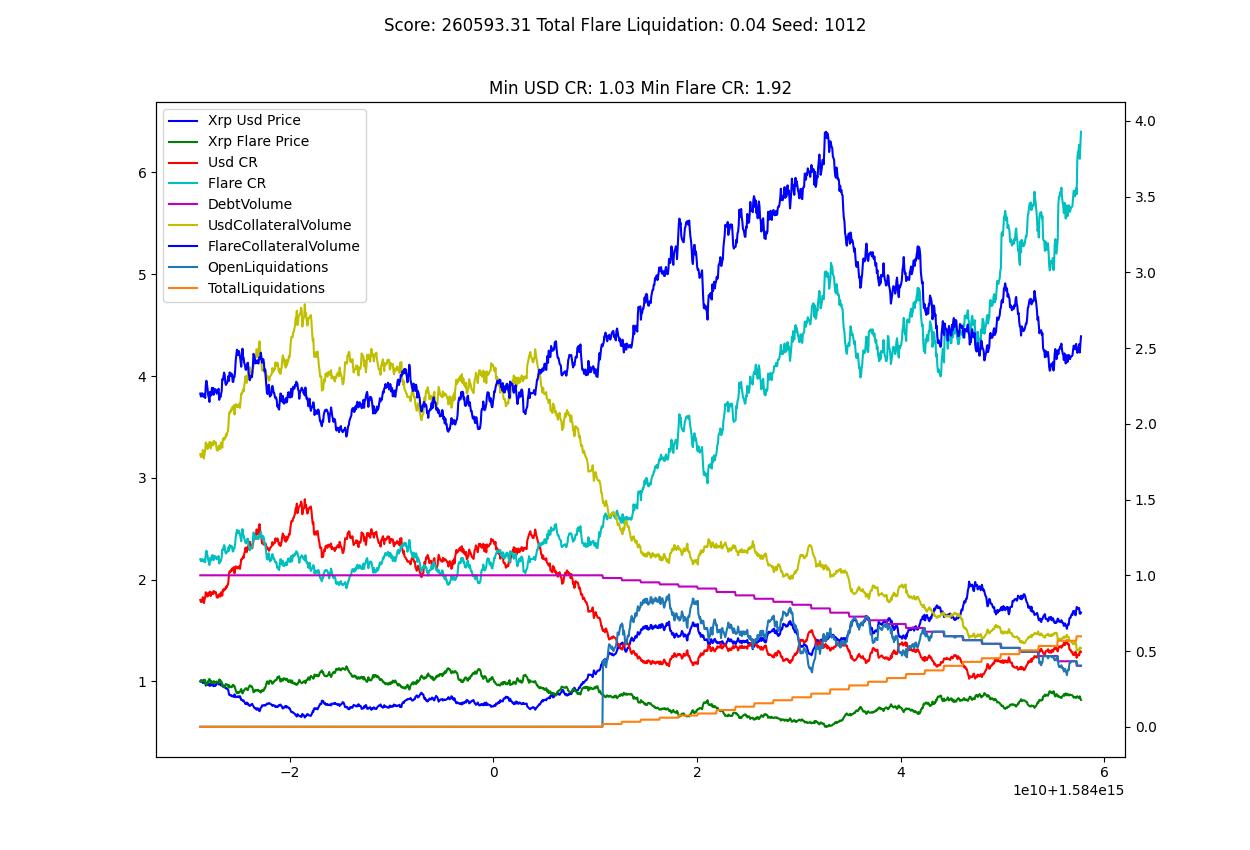 Score: 260593.31 Total Flare Liquidation: 0.04 Seed: 1012
Min USD CR: 1.03 Min Flare CR: 1.92
Xrp Usd Price
Xrp Flare Price
Usd CR
Flare CR
DebtVolume
UsdCollateralVolume
FlareCollateralVolume
OpenLiquidations
TotalLiquidations
6
5
4
3
2
1
4.0
3.5
3.0
2.5
2.0
1.5
1.0
0.5
0.0
−2
0
2
4
6
1e10+1.584e15